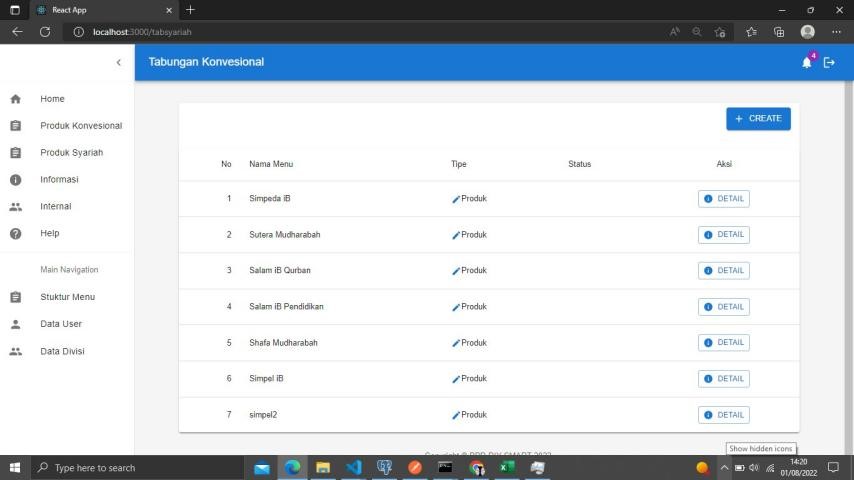 React App
localhost:3000/tabsyariah
Tabungan Konvesional
4
Home
Produk Konvesional
Produk Syariah
Informasi
Internal
Help
Main Navigation
Stuktur Menu
Data User
Data Divisi
+ CREATE
No Nama Menu Tipe Status Aksi
1 Simpeda iB Produk DETAIL
2 Sutera Mudharabah Produk DETAIL
3 Salam iB Qurban Produk DETAIL
4 Salam iB Pendidikan Produk DETAIL
5 Shafa Mudharabah Produk DETAIL
6 Simpel iB Produk DETAIL
7 simpel2 Produk DETAIL
Show hidden icons
Type here to search
14:20
01/08/2022